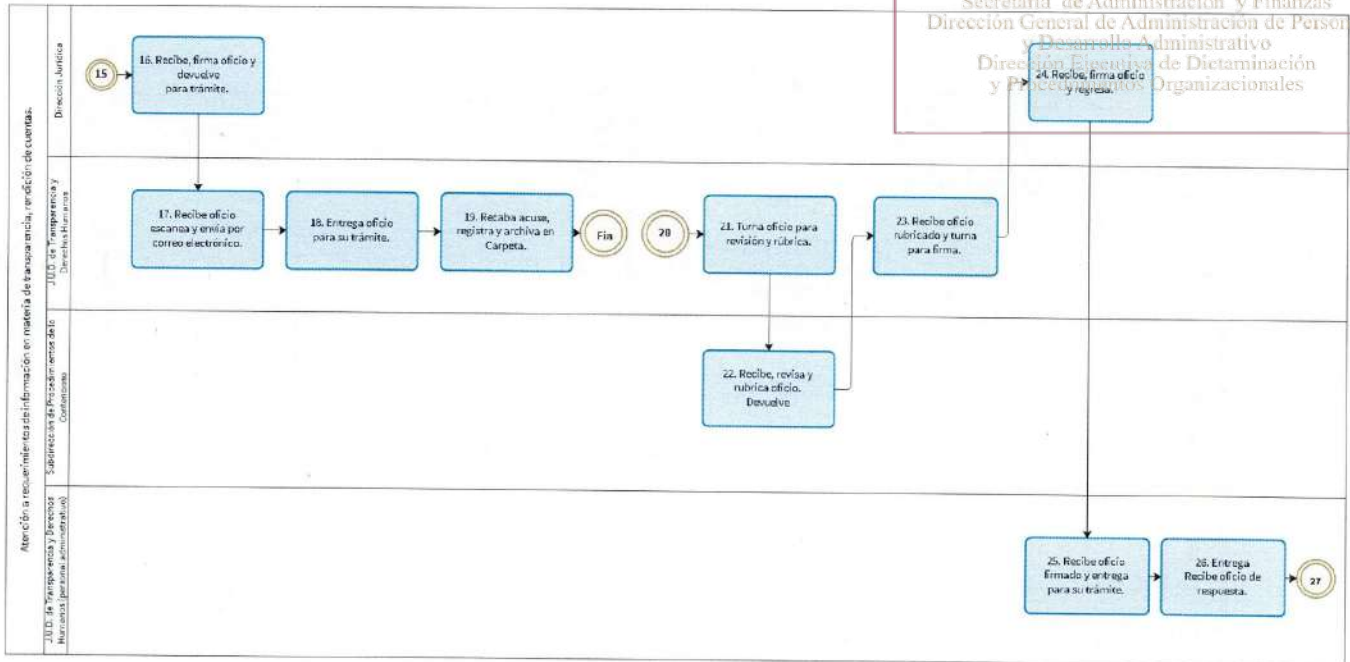 Secretaría de Administración y Finanzas
Dirección General de Administración de Person
y Desarrollo Administrativo
Dirección Ejecutiva de Dictaminación
y Procedimientos Organizacionales
Atención a requerimientos de información en materia de transparencia, rendición de cuentas.
Dirección Jurídica
15
16. Recibe, firma oficio y
devuelve
para trámite.
24. Recibe, firma oficio
y regresa.
J.U.D. de Transparencia y
Derechos Humanos
17. Recibe oficio
escanea y envía por
correo electrónico.
18. Entrega oficio
para su trámite.
19. Recaba acuse,
registra y archiva en
Carpeta.
Fin
20
21. Turna oficio para
revisión y rúbrica.
23. Recibe oficio
rubricado y turna
para firma.
Subdirección de Procedimientos de lo
Contencioso
22. Recibe, revisa y
rubrica oficio.
Devuelve
J.U.D. de Transparencia y Derechos
Humanos (personal administrativo)
25. Recibe oficio
firmado y entrega
para su trámite.
26. Entrega
Recibe oficio de
respuesta.
27